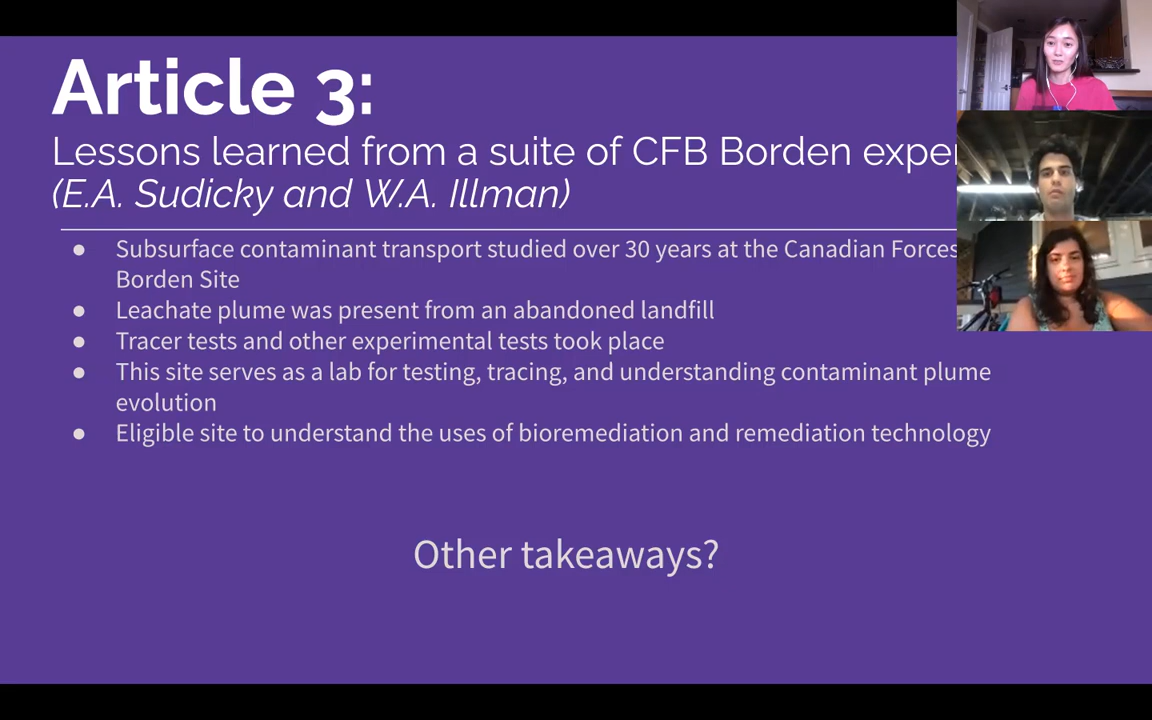 Article 3:
Lessons learned from a suite of CFB Borden
(E.A. Sudicky and W.A. Illman)
● Subsurface contaminant transport studied over 30 years at the Canadian Forces
Borden Site
● Leachate plume was present from an abandoned landfill
● Tracer tests and other experimental tests took place
● This site serves as a lab for testing, tracing, and understanding contaminant plume
evolution
● Eligible site to understand the uses of bioremediation and remediation technology
Other takeaways?